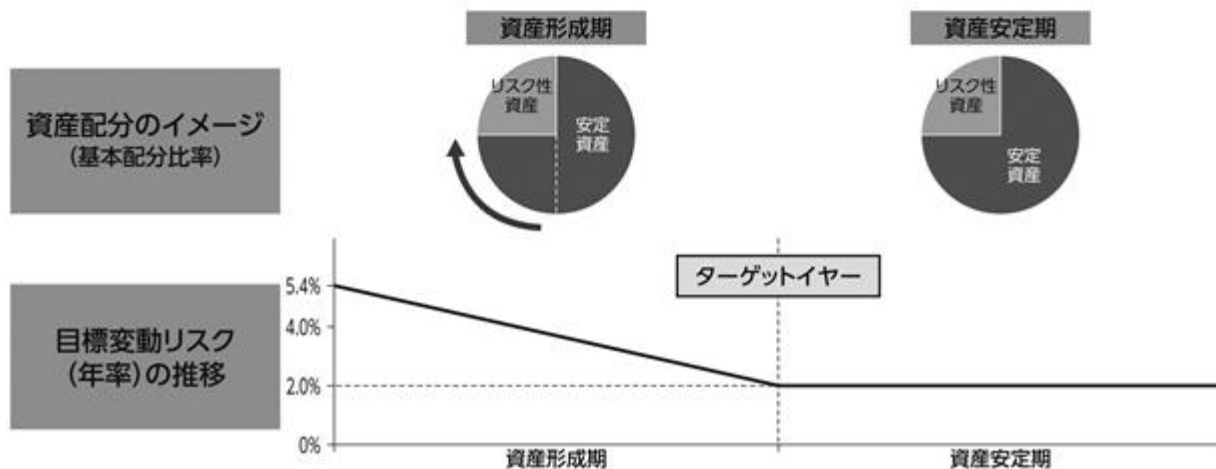 資産形成期
資産安定期
資産配分のイメージ
(基本配分比率)
リスク性
資産
安定
資産
リスク性
資産
安定
資産
ターゲットイヤー
目標変動リスク
(年率)の推移
5.4%
4.0%
2.0%
0%
資産形成期
資産安定期